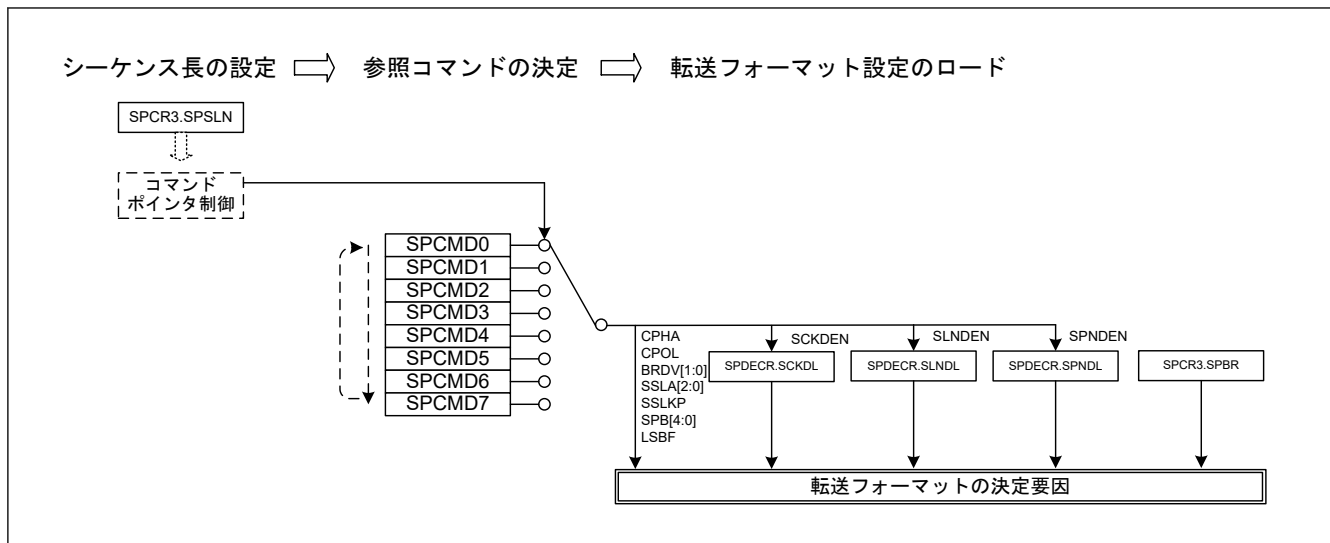 シーケンス長の設定
参照コマンドの決定
転送フォーマット設定のロード
SPCR3.SPSLN
コマンド
ポインタ制御
SPCMD0
SPCMD1
SPCMD2
SPCMD3
SPCMD4
SPCMD5
SPCMD6
SPCMD7
CPHA
CPOL
BRDV[1:0]
SSLA[2:0]
SSLKP
SPB[4:0]
LSBF
SCKDEN
SPDECR.SCKDL
SLNDEN
SPDECR.SLNDL
SPNDEN
SPDECR.SPNDL
SPCR3.SPBR
転送フォーマットの決定要因